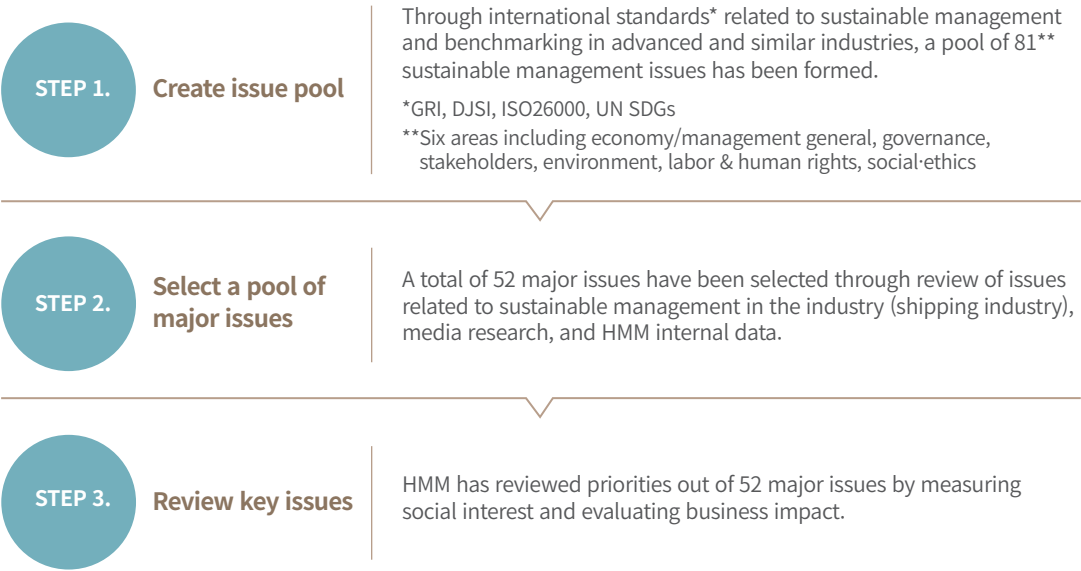 STEP 1.
Create issue pool
Through international standards* related to sustainable management
and benchmarking in advanced and similar industries, a pool of 81**
sustainable management issues has been formed.
*GRI, DJSI, ISO26000, UN SDGs
**Six areas including economy/management general, governance,
stakeholders, environment, labor & human rights, social·ethics
STEP 2.
Select a pool of
major issues
A total of 52 major issues have been selected through review of issues
related to sustainable management in the industry (shipping industry),
media research, and HMM internal data.
STEP 3.
Review key issues
HMM has reviewed priorities out of 52 major issues by measuring
social interest and evaluating business impact.